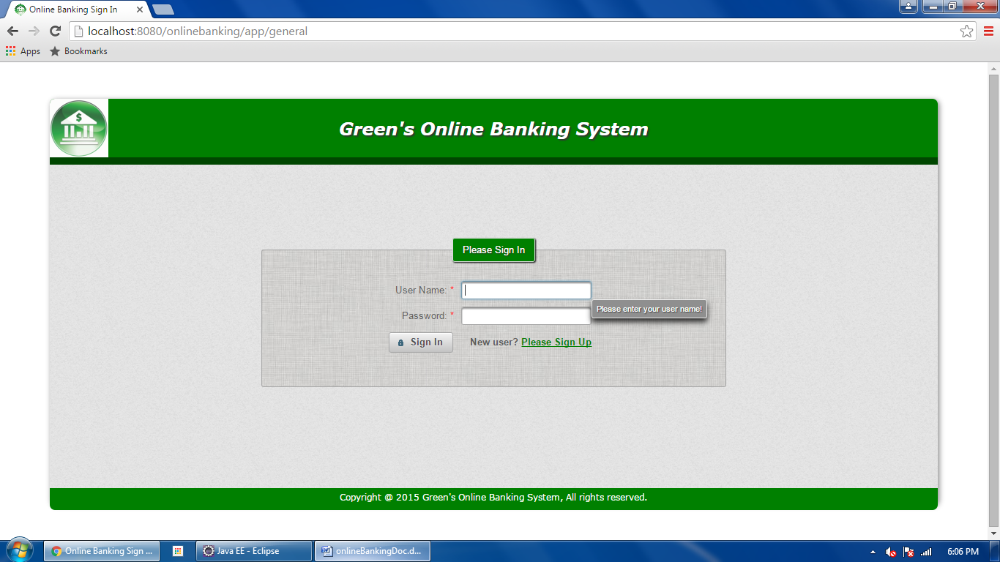 Online Banking Sign In
localhost:8080/onlinebanking/app/general
Apps Bookmarks
$
Green's Online Banking System
Please Sign In
User Name: *
Please enter your user name!
Password: *
Sign In New user? Please Sign Up
Copyright @ 2015 Green's Online Banking System, All rights reserved.
Online Banking Sign ... Java EE - Eclipse onlineBankingDoc.d... 6:06 PM